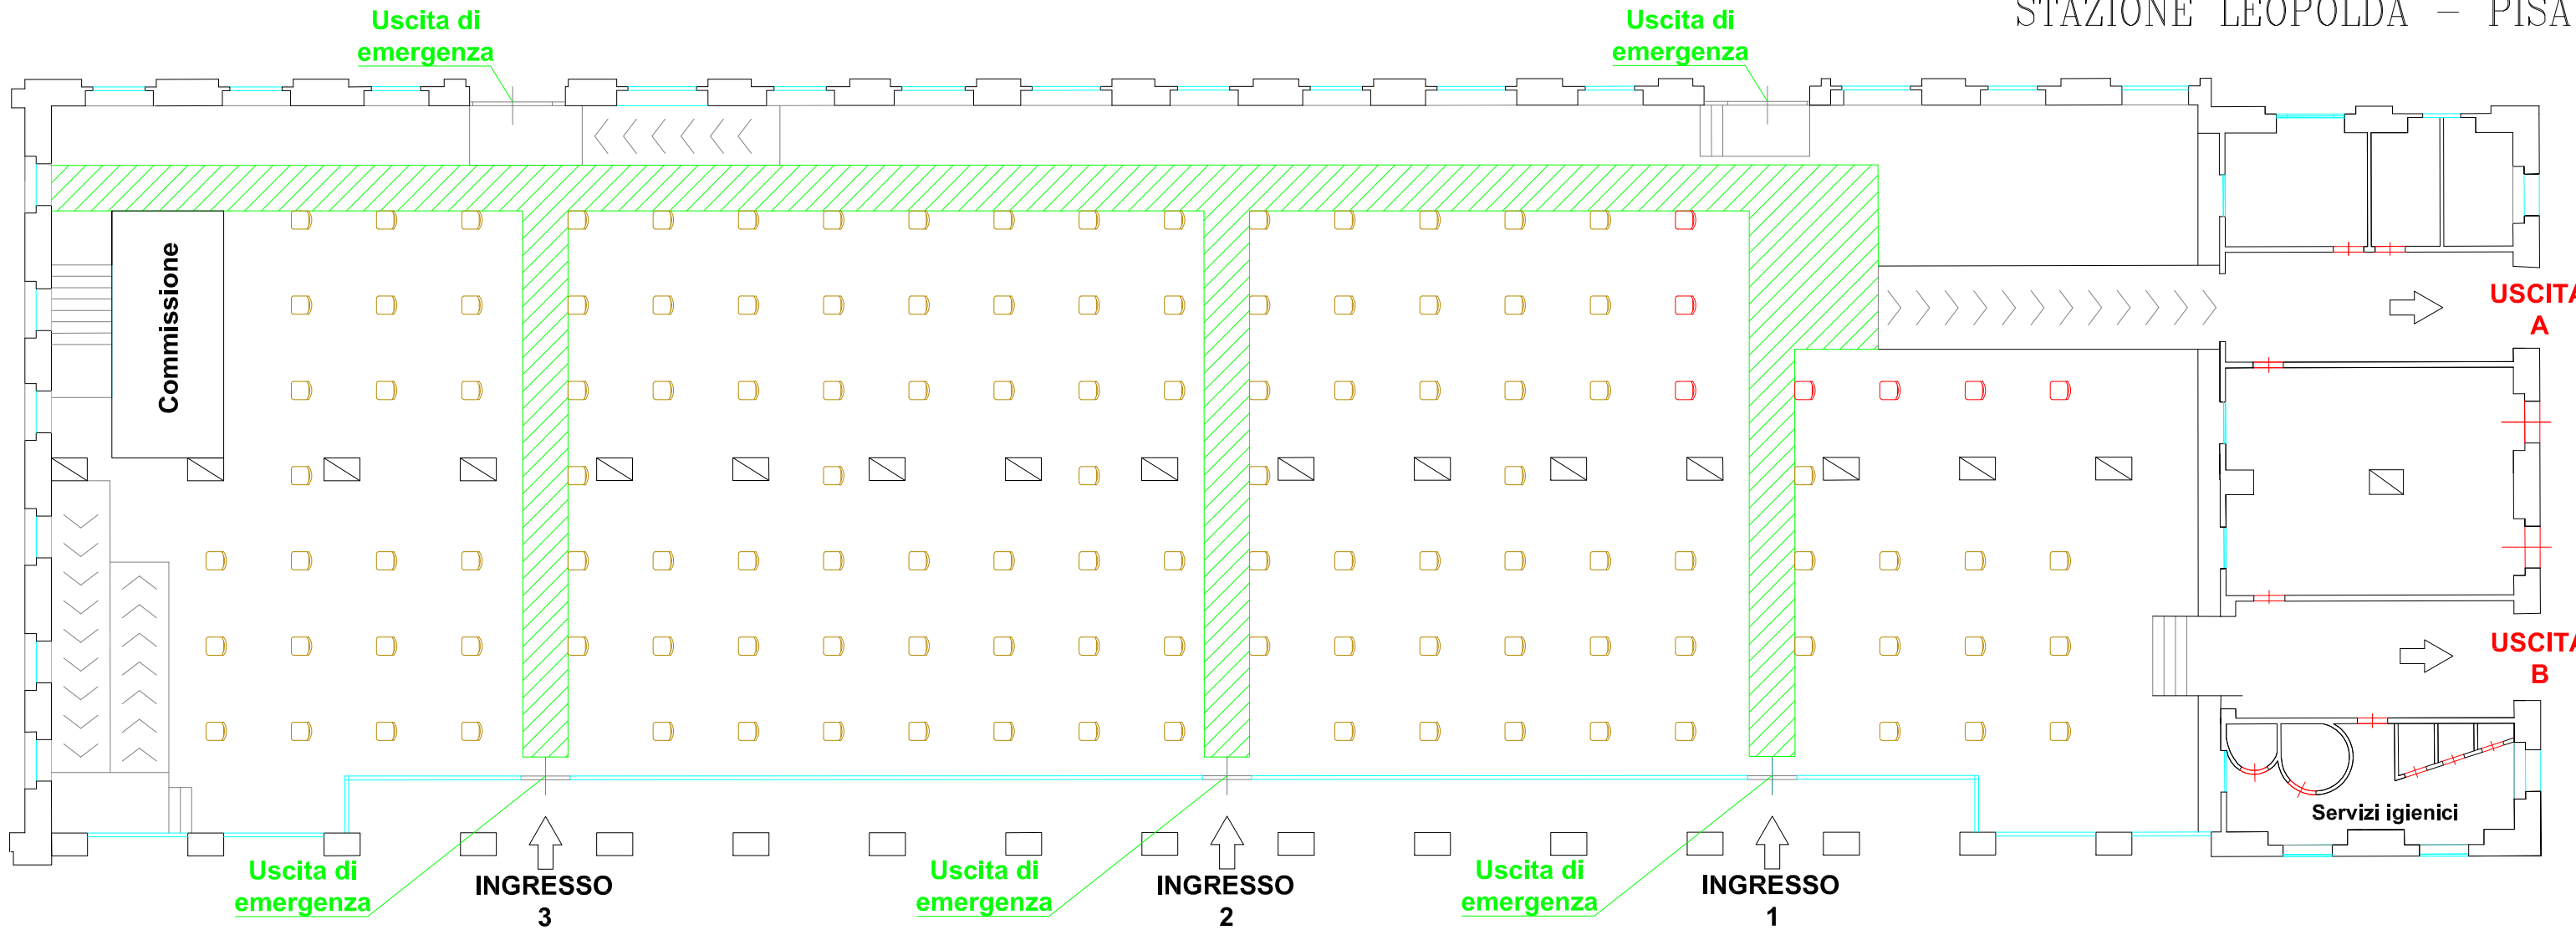 STAZIONE LEOPOLDA – PISA
Uscita di
emergenza
Uscita di
emergenza
Commissione
USCITA
A
USCITA
B
Servizi igienici
Uscita di
emergenza
INGRESSO
3
Uscita di
emergenza
INGRESSO
2
Uscita di
emergenza
INGRESSO
1